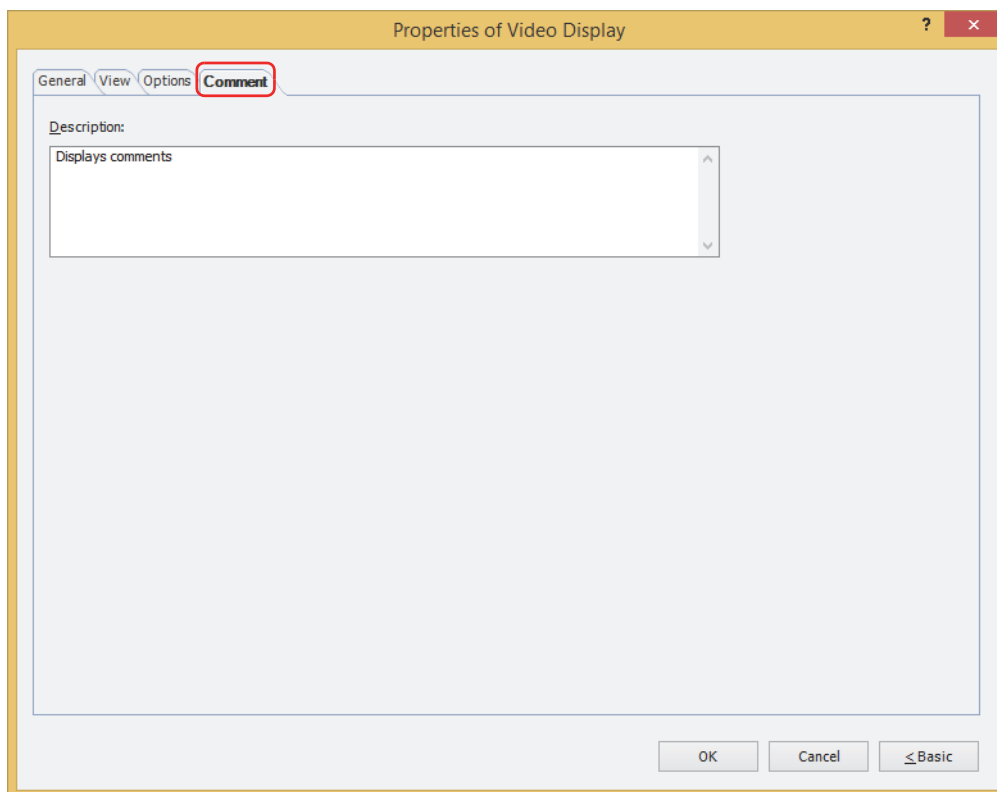 Properties of Video Display
?
General View Options Comment
Description:
Displays comments
OK Cancel < Basic